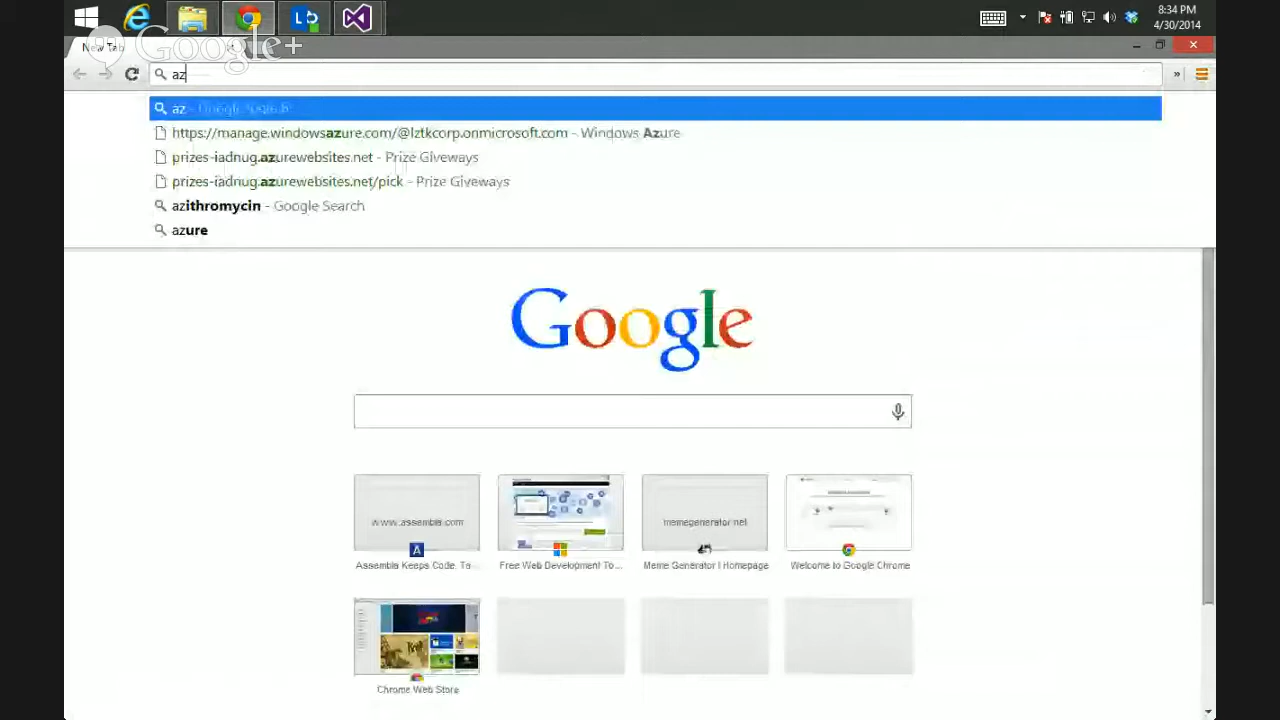 8:34 PM
4/30/2014
New Tab
Google+
az
az - Google Search
https://manage.windowsazure.com/@lztkcorp.onmicrosoft.com - Windows Azure
prizes-iadnug.azurewebsites.net - Prize Giveways
prizes-iadnug.azurewebsites.net/pick - Prize Giveways
azithromycin - Google Search
azure
Google
www.assembla.com
memegenerator.net
Assembla Keeps Code, Ta...
Free Web Development To...
Meme Generator | Homepage
Welcome to Google Chrome
Chrome Web Store